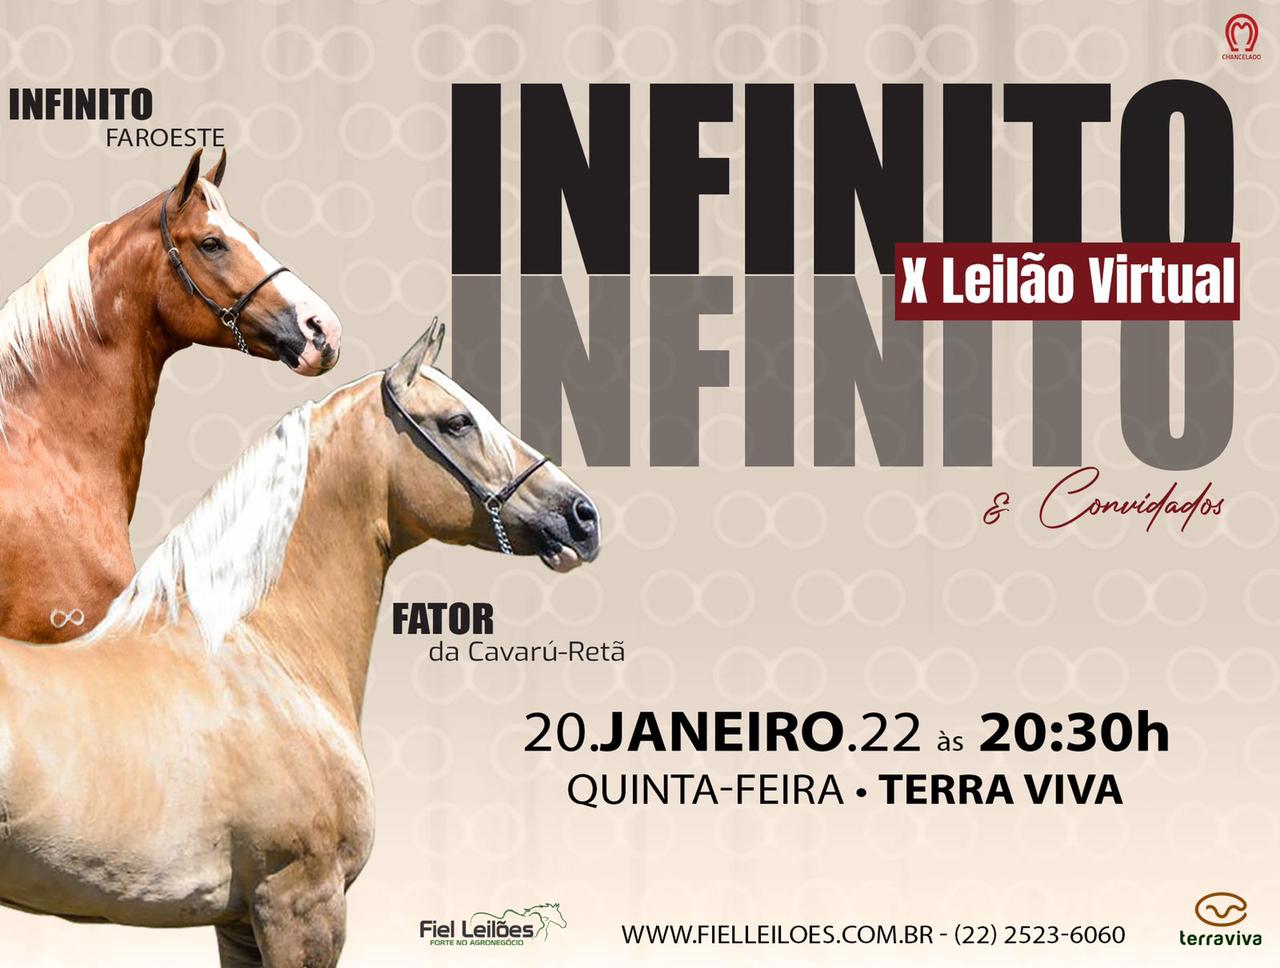 CHANCELADO
INFINITO
FAROESTE
INFINITO
X Leilão Virtual
INFINITO
& Convidados
FATOR
da Cavarú-Retã
20.JANEIRO.22 às 20:30h
QUINTA-FEIRA • TERRA VIVA
Fiel Leilões
FORTE NO AGRONEGÓCIO
WWW.FIELLEILOES.COM.BR - (22) 2523-6060
terraviva